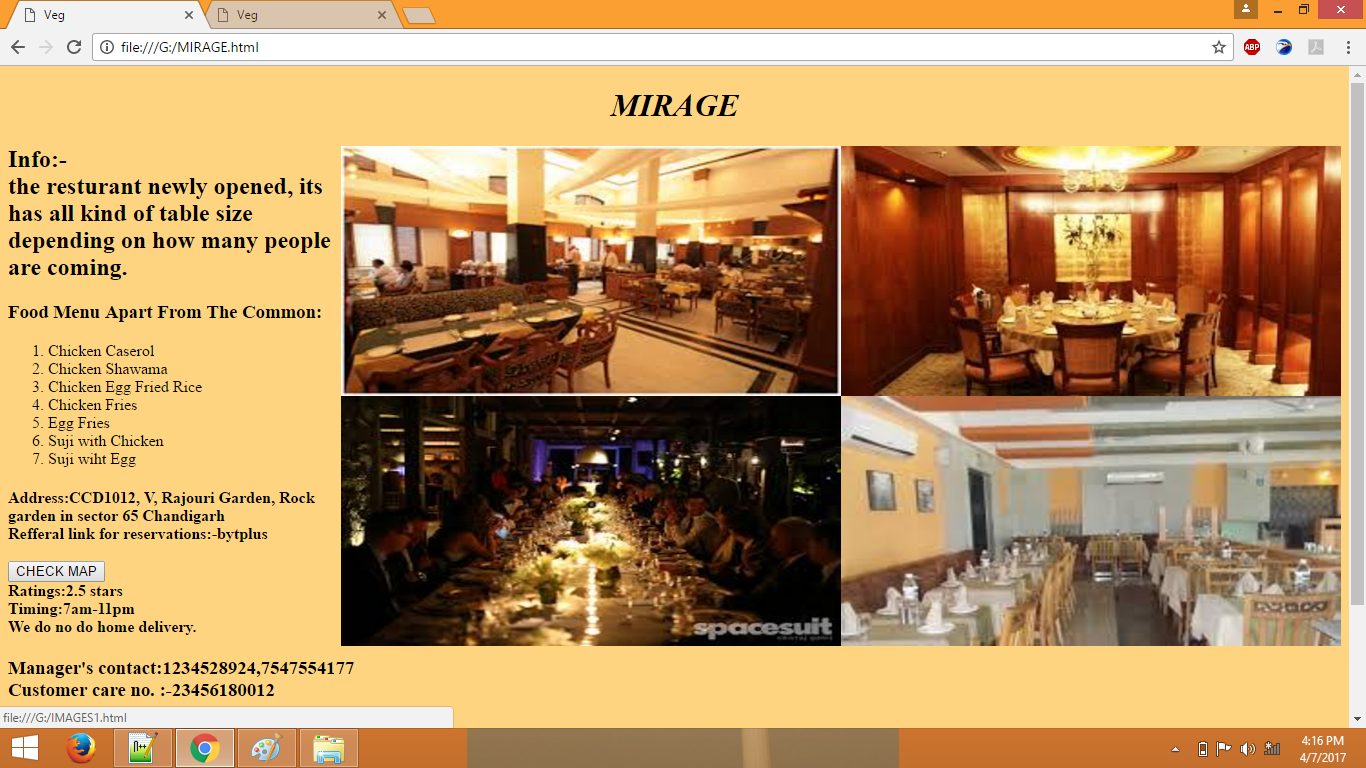 Veg
Veg
file:///G:/MIRAGE.html
ABP
MIRAGE
Info:-
the resturant newly opened, its
has all kind of table size
depending on how many people
are coming.
Food Menu Apart From The Common:
1. Chicken Caserol
2. Chicken Shawama
3. Chicken Egg Fried Rice
4. Chicken Fries
5. Egg Fries
6. Suji with Chicken
7. Suji wiht Egg
Address:CCD1012, V, Rajouri Garden, Rock
garden in sector 65 Chandigarh
Refferal link for reservations:-bytplus
CHECK MAP
Ratings:2.5 stars
Timing:7am-11pm
We do no do home delivery.
spacesuit
Manager's contact:1234528924,7547554177
Customer care no. :-23456180012
file:///G:/IMAGES1.html
N++
4:16 PM
4/7/2017